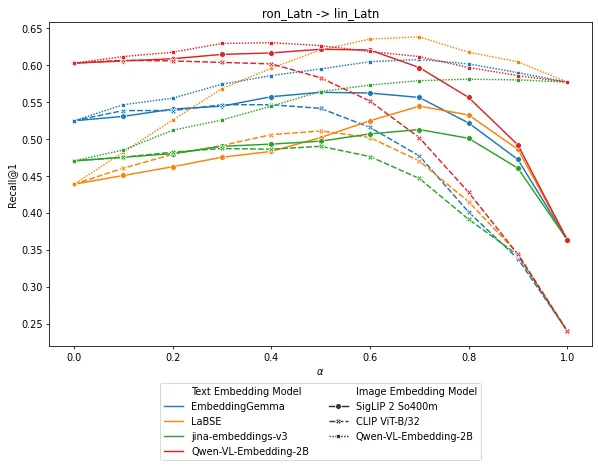 ron_Latn -> lin_Latn
0.65
0.60
0.55
0.50
0.45
0.40
0.35
0.30
0.25
Recall@1
0.0 0.2 0.4 0.6 0.8 1.0
α
Text Embedding Model
EmbeddingGemma
LaBSE
jina-embeddings-v3
Qwen-VL-Embedding-2B
Image Embedding Model
SigLIP 2 So400m
CLIP ViT-B/32
Qwen-VL-Embedding-2B